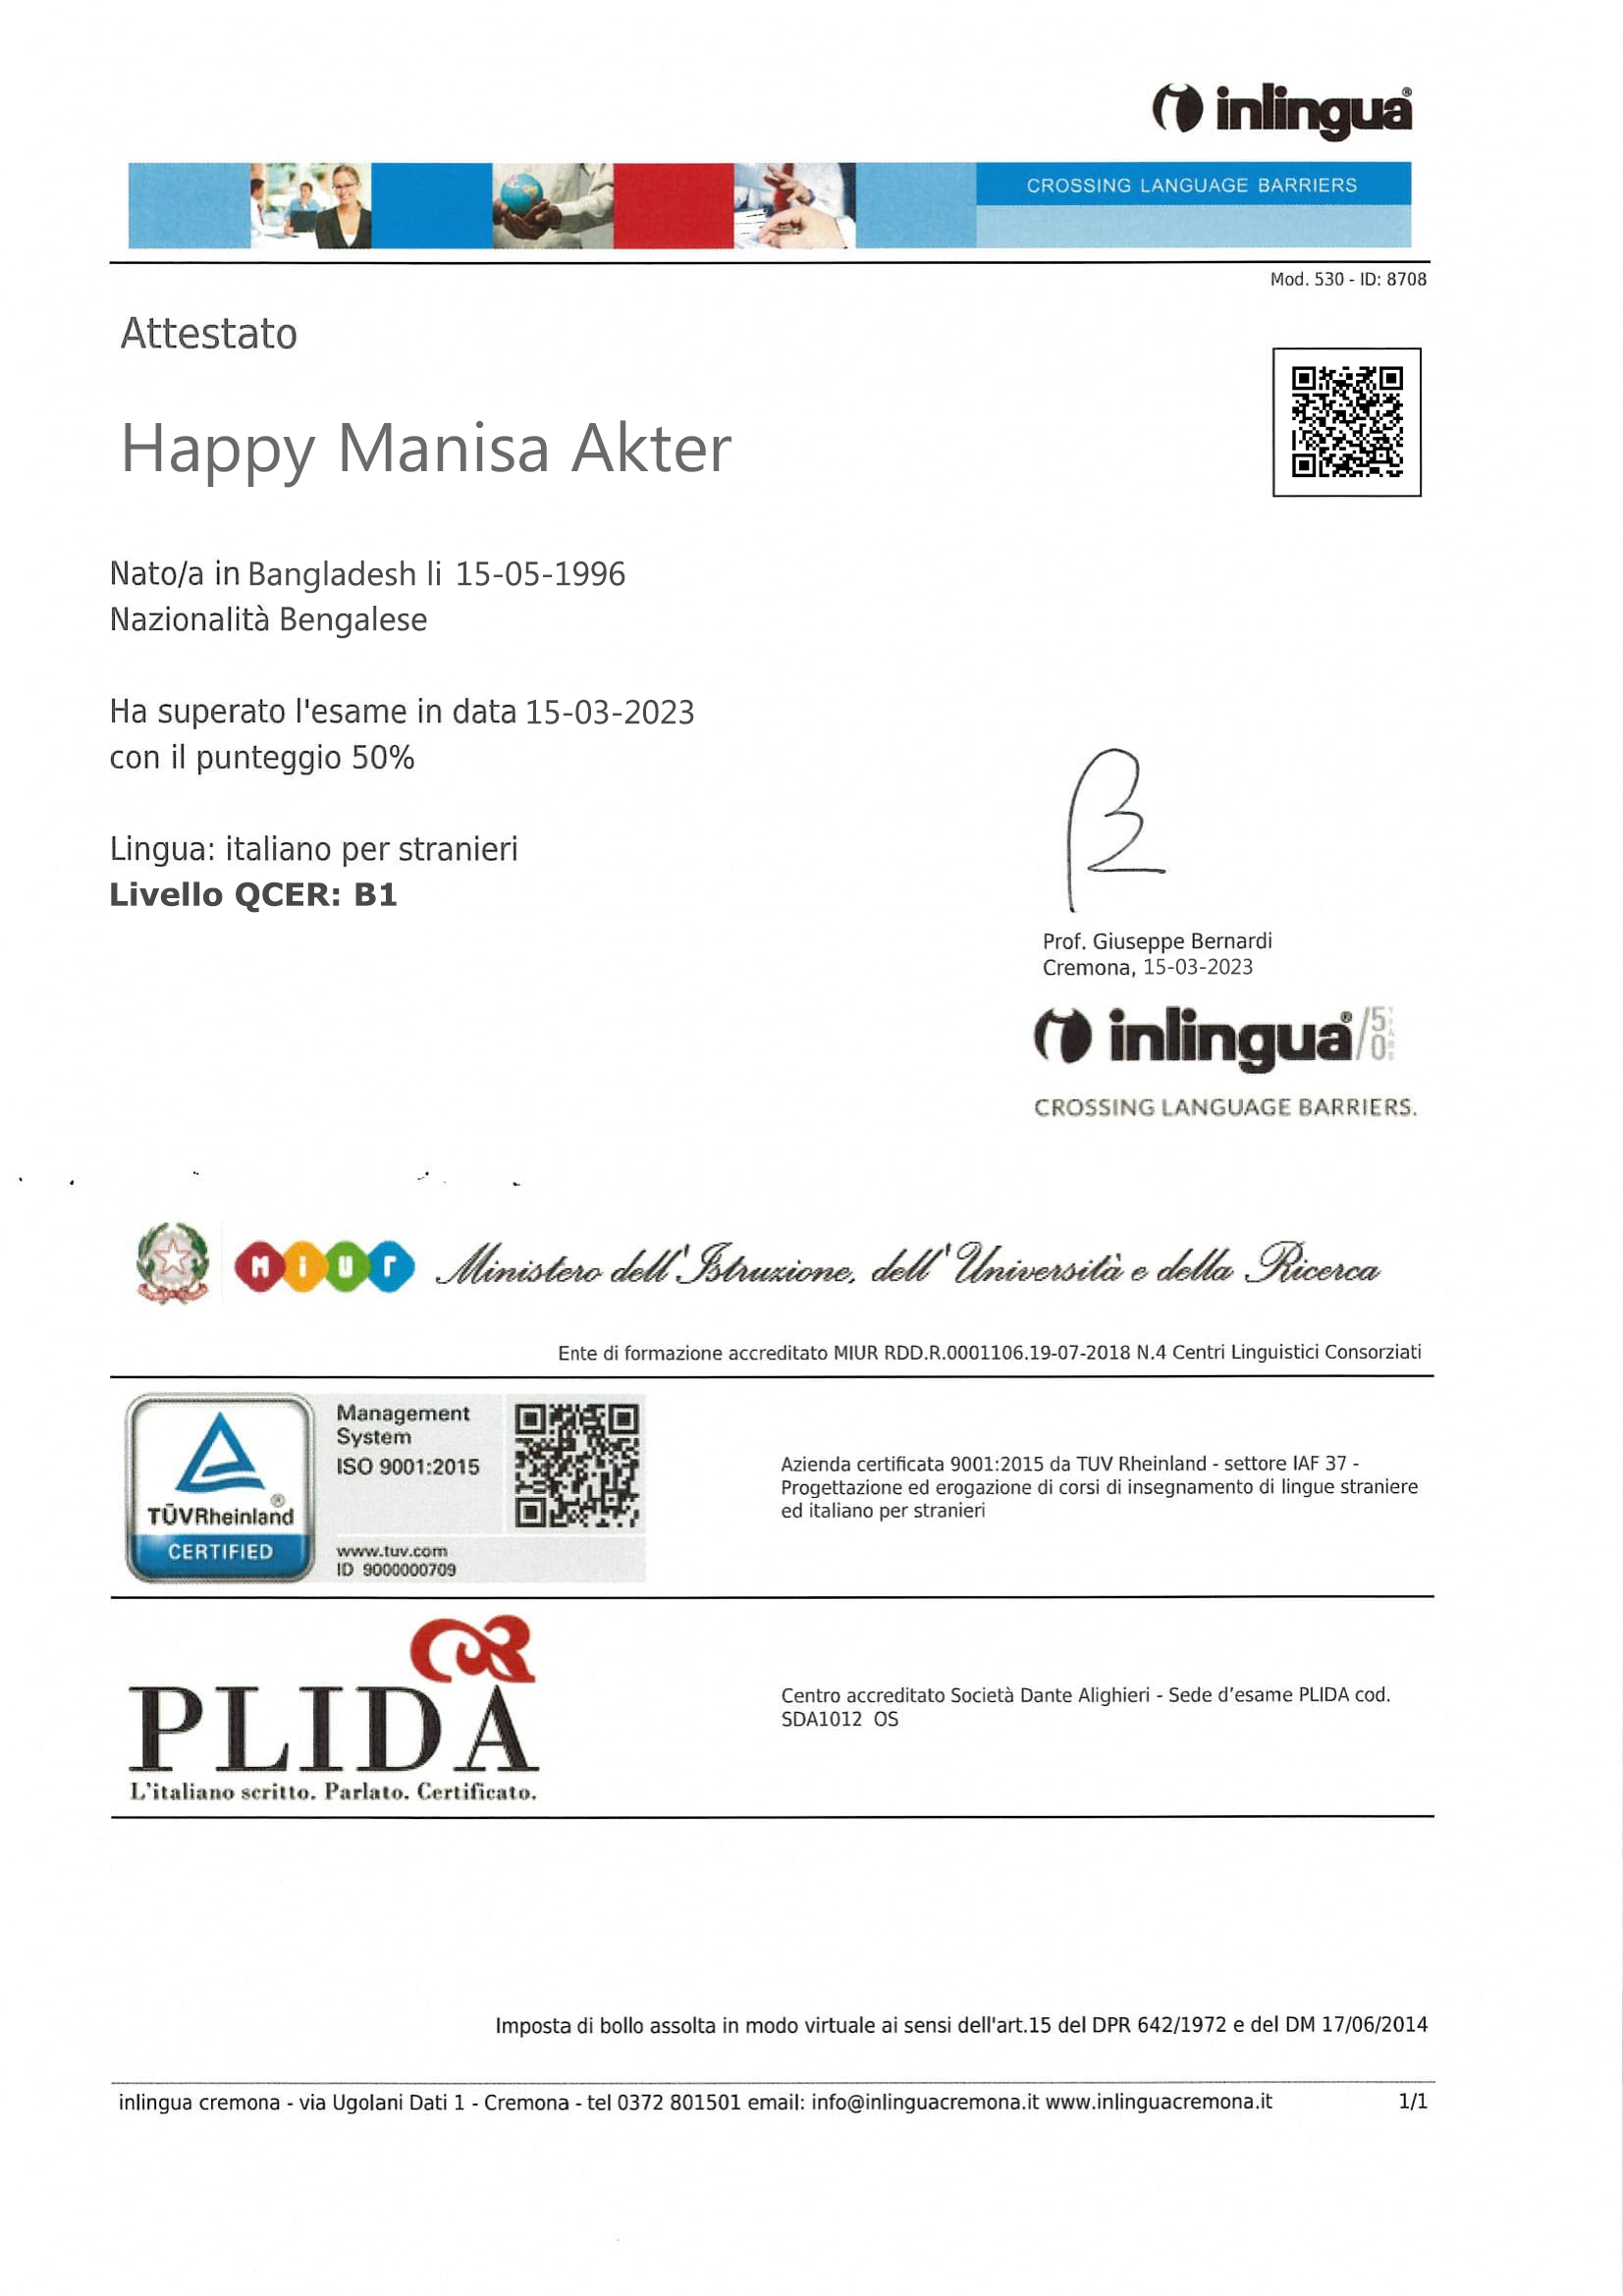 inlingua®
CROSSING LANGUAGE BARRIERS
Mod. 530 - ID: 8708
Attestato
Happy Manisa Akter
Nato/a in Bangladesh li 15-05-1996
Nazionalità Bengalese
Ha superato l'esame in data 15-03-2023
con il punteggio 50%
Lingua: italiano per stranieri
Livello QCER: B1
Prof. Giuseppe Bernardi
Cremona, 15-03-2023
inlingua®/50 YEARS
CROSSING LANGUAGE BARRIERS.
MIUR Ministero dell'Istruzione, dell'Università e della Ricerca
Ente di formazione accreditato MIUR RDD.R.0001106.19-07-2018 N.4 Centri Linguistici Consorziati
Management
System
ISO 9001:2015
TÜVRheinland®
CERTIFIED
www.tuv.com
ID 9000000709
Azienda certificata 9001:2015 da TUV Rheinland - settore IAF 37 -
Progettazione ed erogazione di corsi di insegnamento di lingue straniere
ed italiano per stranieri
PLIDA
L'italiano scritto. Parlato. Certificato.
Centro accreditato Società Dante Alighieri - Sede d'esame PLIDA cod.
SDA1012 OS
Imposta di bollo assolta in modo virtuale ai sensi dell'art.15 del DPR 642/1972 e del DM 17/06/2014
inlingua cremona - via Ugolani Dati 1 - Cremona - tel 0372 801501 email: info@inlinguacremona.it www.inlinguacremona.it 1/1